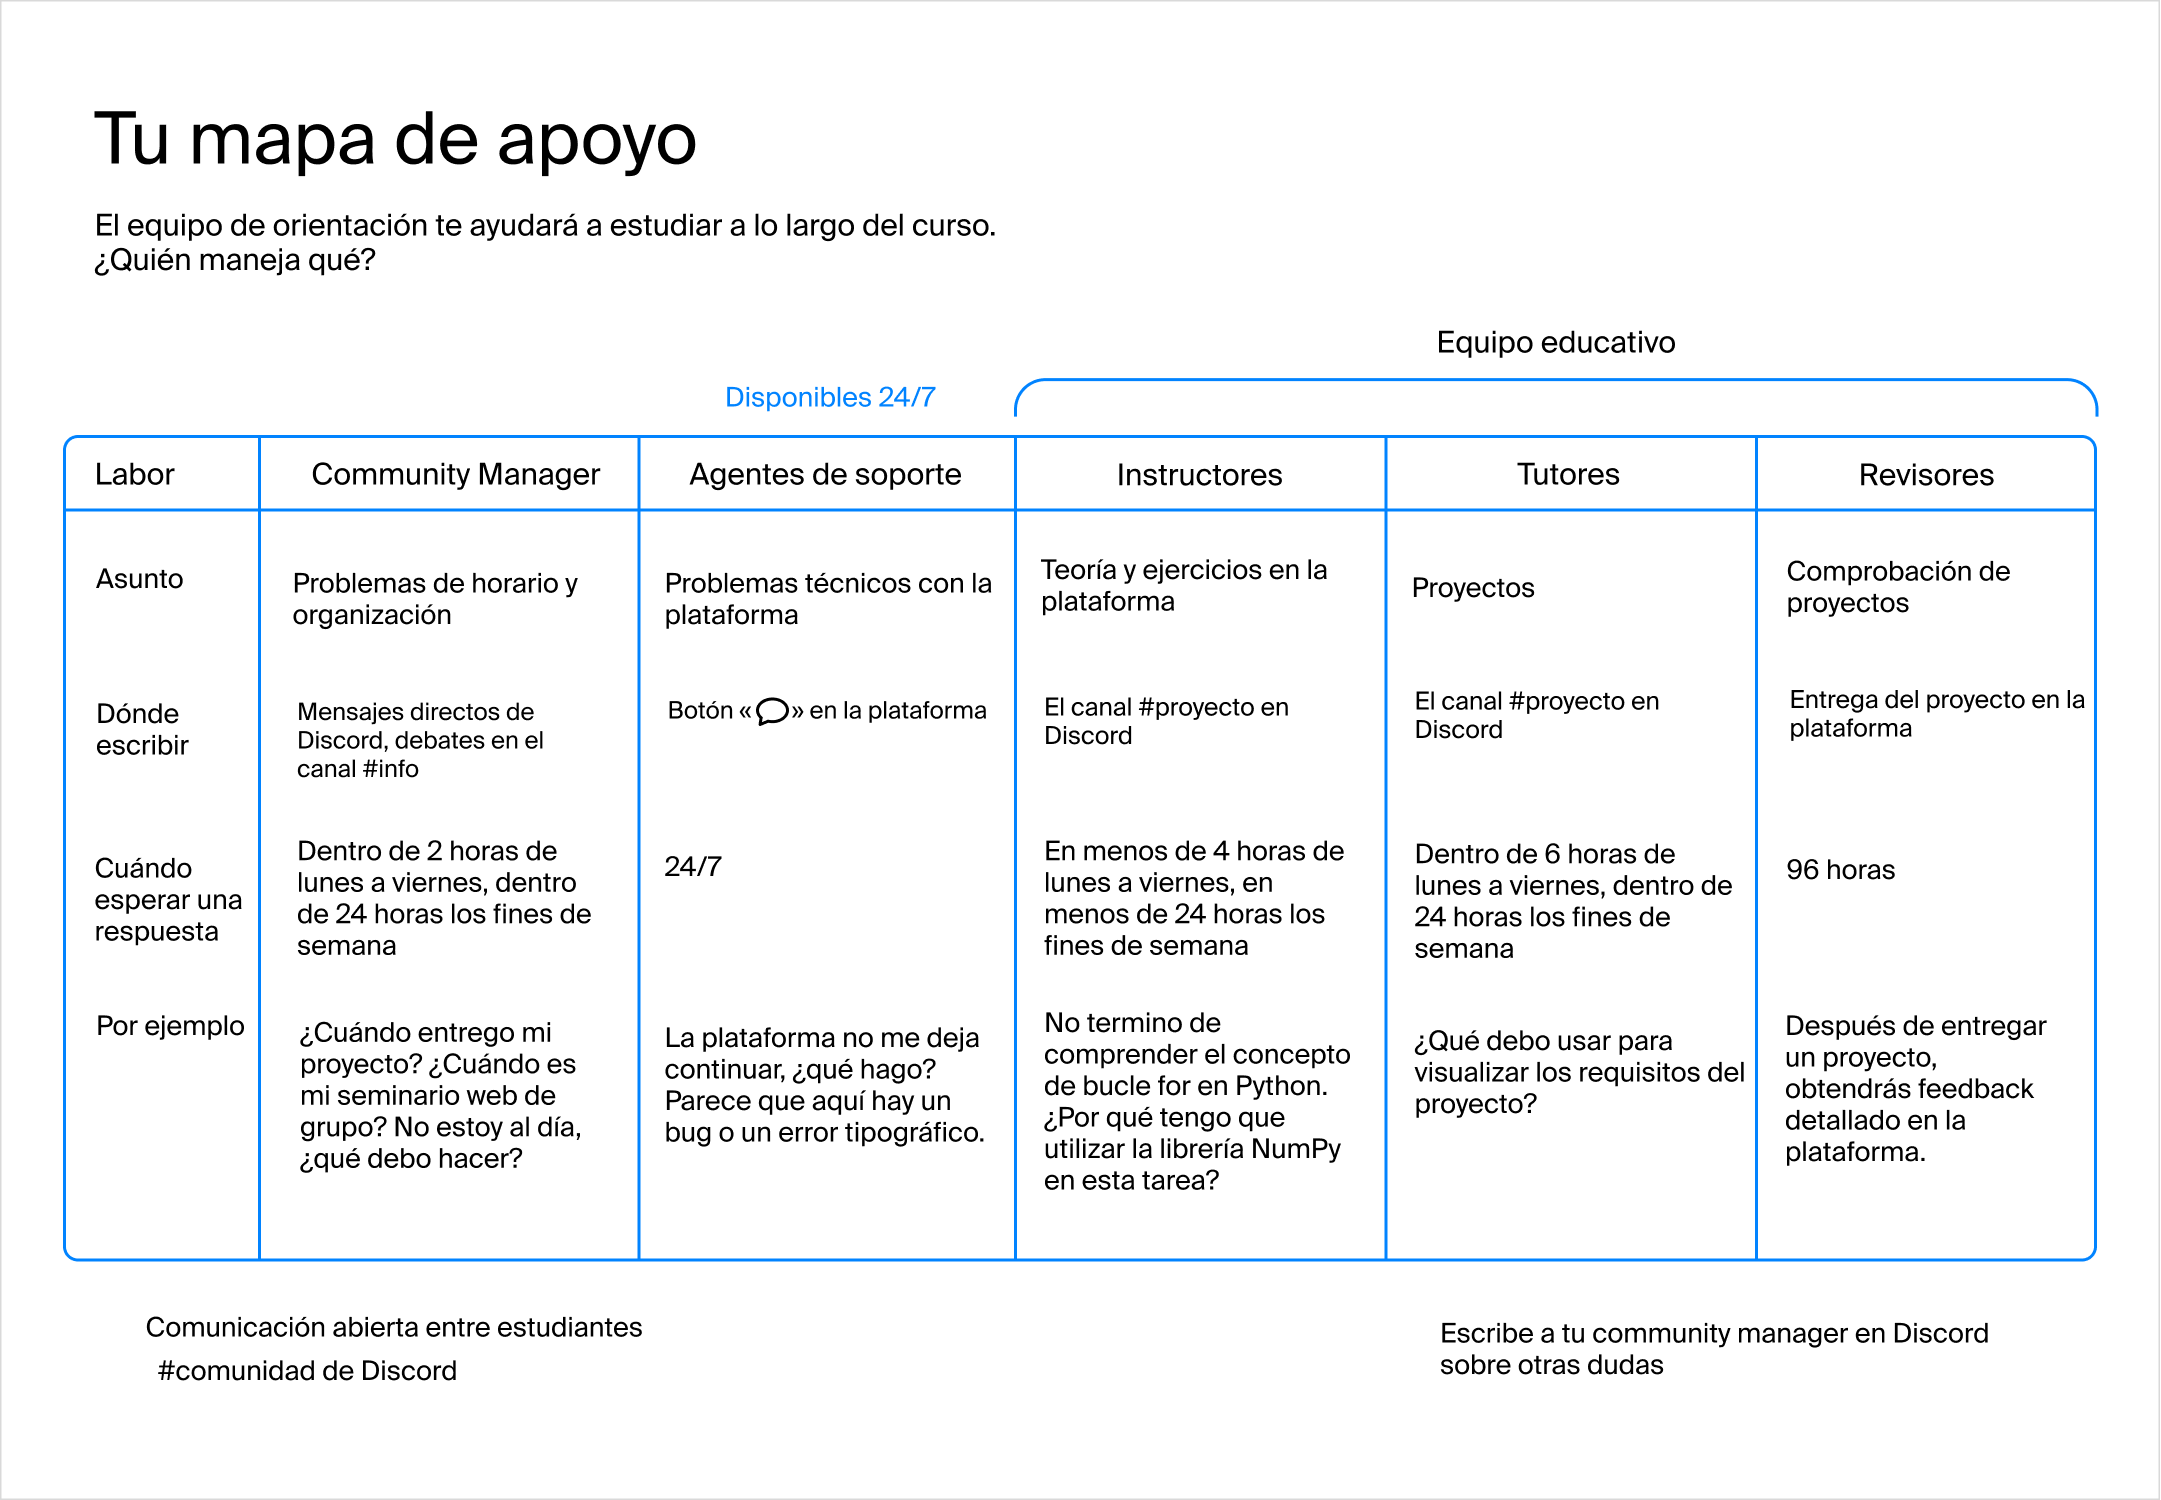 Tu mapa de apoyo
El equipo de orientación te ayudará a estudiar a lo largo del curso.
¿Quién maneja qué?
Equipo educativo
Disponibles 24/7
Labor
Community Manager
Agentes de soporte
Instructores
Tutores
Revisores
Asunto
Problemas de horario y
organización
Problemas técnicos con la
plataforma
Teoría y ejercicios en la
plataforma
Proyectos
Comprobación de
proyectos
Dónde
escribir
Mensajes directos de
Discord, debates en el
canal #info
Botón « » en la plataforma
El canal #proyecto en
Discord
El canal #proyecto en
Discord
Entrega del proyecto en la
plataforma
Cuándo
esperar una
respuesta
Dentro de 2 horas de
lunes a viernes, dentro
de 24 horas los fines de
semana
24/7
En menos de 4 horas de
lunes a viernes, en
menos de 24 horas los
fines de semana
Dentro de 6 horas de
lunes a viernes, dentro de
24 horas los fines de
semana
96 horas
Por ejemplo
¿Cuándo entrego mi
proyecto? ¿Cuándo es
mi seminario web de
grupo? No estoy al día,
¿qué debo hacer?
La plataforma no me deja
continuar, ¿qué hago?
Parece que aquí hay un
bug o un error tipográfico.
No termino de
comprender el concepto
de bucle for en Python.
¿Por qué tengo que
utilizar la librería NumPy
en esta tarea?
¿Qué debo usar para
visualizar los requisitos del
proyecto?
Después de entregar
un proyecto,
obtendrás feedback
detallado en la
plataforma.
Comunicación abierta entre estudiantes
#comunidad de Discord
Escribe a tu community manager en Discord
sobre otras dudas